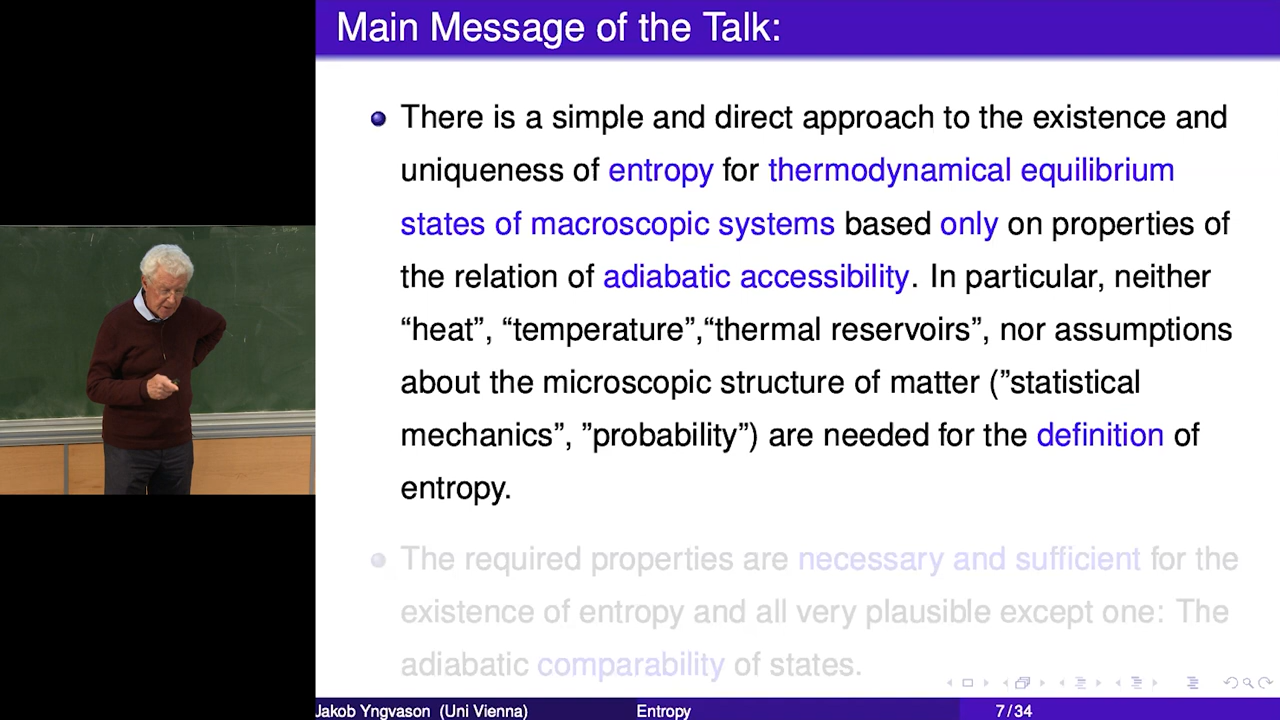 Main Message of the Talk:
There is a simple and direct approach to the existence and
uniqueness of entropy for thermodynamical equilibrium
states of macroscopic systems based only on properties of
the relation of adiabatic accessibility. In particular, neither
“heat”, “temperature”,“thermal reservoirs”, nor assumptions
about the microscopic structure of matter (”statistical
mechanics”, ”probability”) are needed for the definition of
entropy.
The required properties are necessary and sufficient for the
existence of entropy and all very plausible except one: The
adiabatic comparability of states.
Jakob Yngvason (Uni Vienna) Entropy 7 / 34